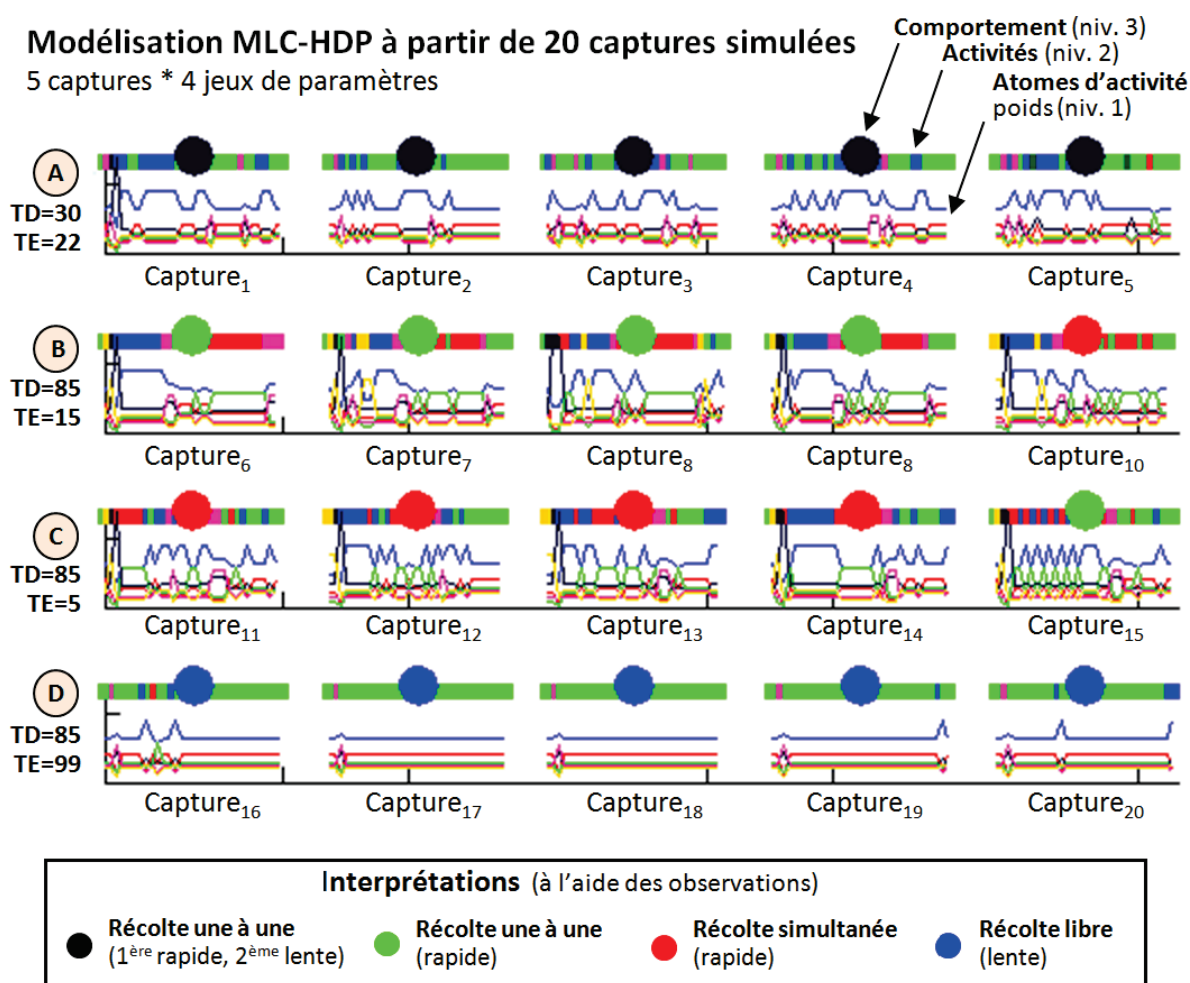 Modélisation MLC-HDP à partir de 20 captures simulées
5 captures * 4 jeux de paramètres
Comportement (niv. 3)
Activités (niv. 2)
Atomes d'activité
poids (niv. 1)
A
TD=30
TE=22
Capture1 Capture2 Capture3 Capture4 Capture5
B
TD=85
TE=15
Capture6 Capture7 Capture8 Capture8 Capture10
C
TD=85
TE=5
Capture11 Capture12 Capture13 Capture14 Capture15
D
TD=85
TE=99
Capture16 Capture17 Capture18 Capture19 Capture20
Interprétations (à l'aide des observations)
Récolte une à une Récolte une à une Récolte simultanée Récolte libre
(1ère rapide, 2ème lente) (rapide) (rapide) (lente)